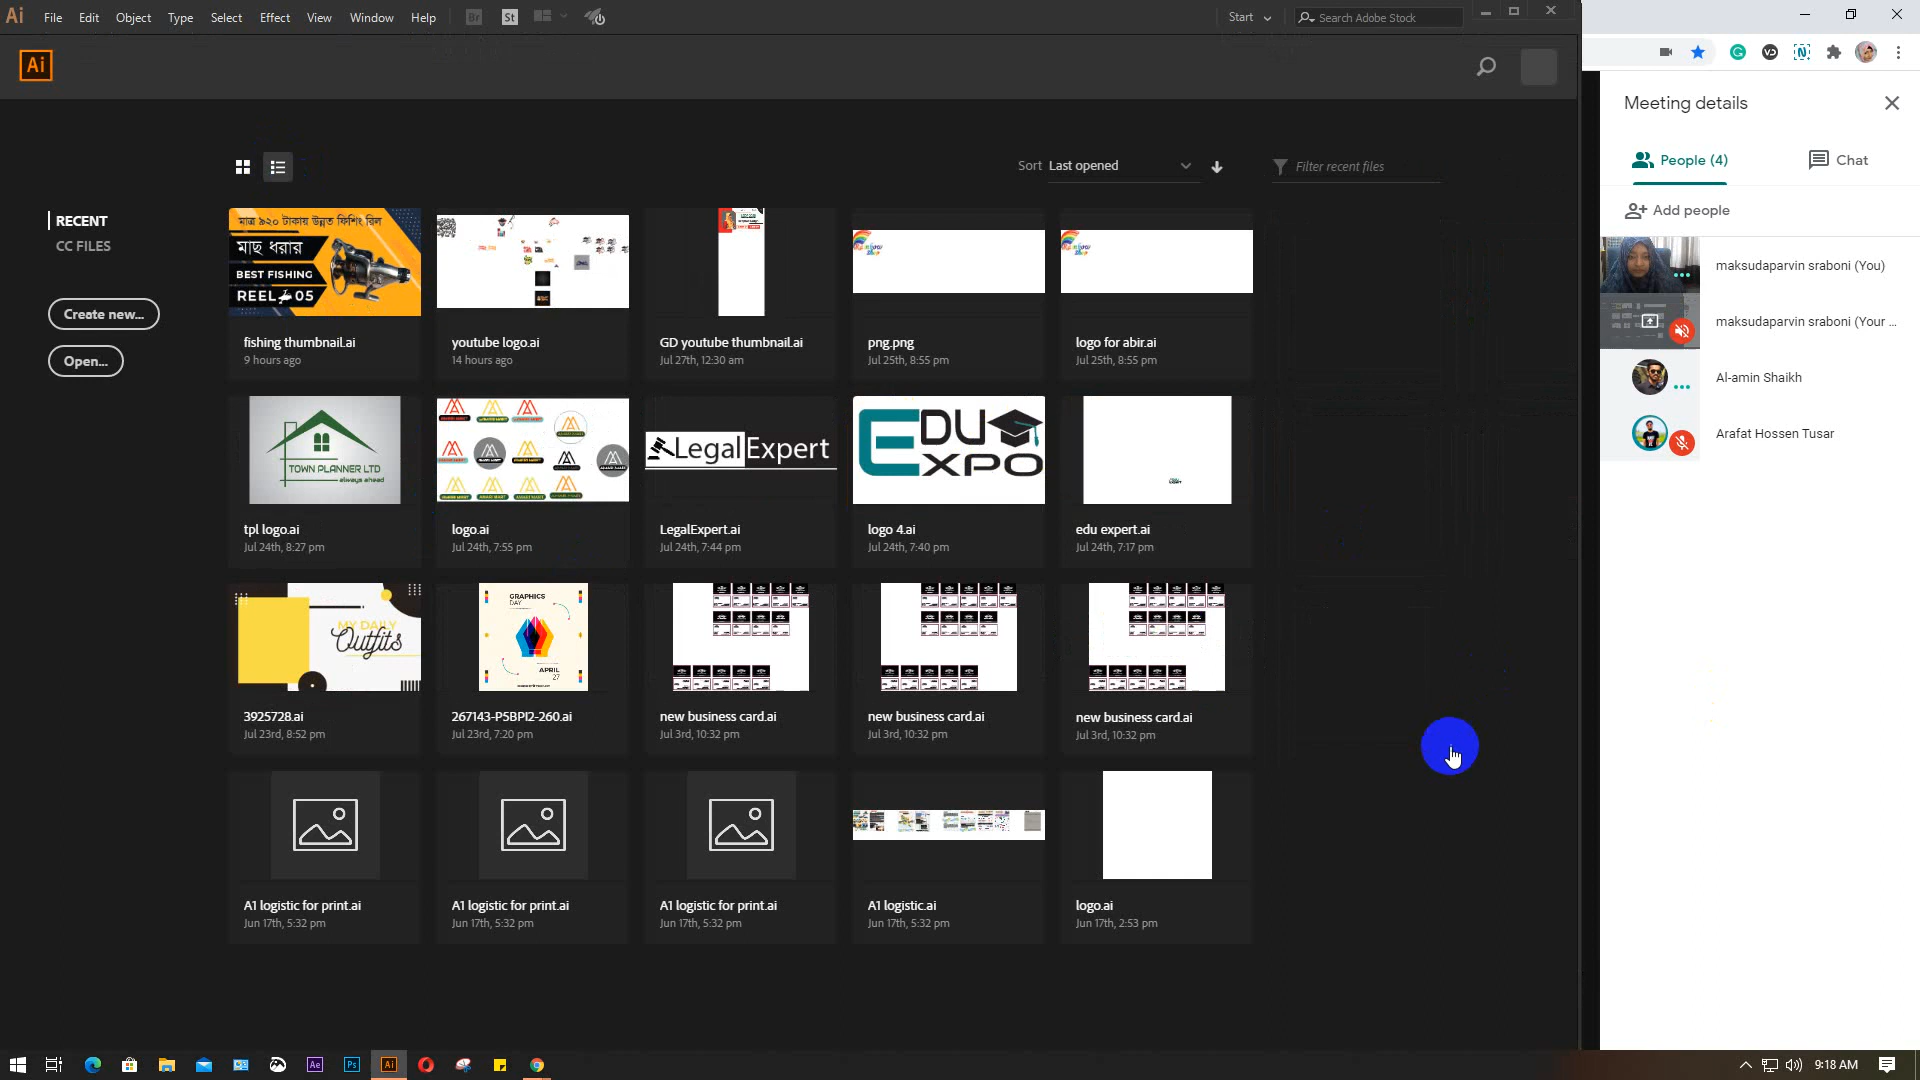 Ai File Edit Object Type Select Effect View Window Help Br St Start Search Adobe Stock
Ai
Sort Last opened Filter recent files
RECENT
CC FILES
Create new...
Open...
মাত্র ৯২০ টাকায় উন্নত ফিশিং রিল
মাছ ধরার
BEST FISHING
REEL 05
fishing thumbnail.ai
9 hours ago
youtube logo.ai
14 hours ago
GD youtube thumbnail.ai
Jul 27th, 12:30 am
png.png
Jul 25th, 8:55 pm
logo for abir.ai
Jul 25th, 8:55 pm
TOWN PLANNER LTD
always ahead
tpl logo.ai
Jul 24th, 8:27 pm
logo.ai
Jul 24th, 7:55 pm
LegalExpert
LegalExpert.ai
Jul 24th, 7:44 pm
EDU
EXPO
logo 4.ai
Jul 24th, 7:40 pm
edu expert.ai
Jul 24th, 7:17 pm
MY DAILY
Outfits
3925728.ai
Jul 23rd, 8:52 pm
GRAPHICS
DAY
APRIL
27
267143-P5BPI2-260.ai
Jul 23rd, 7:20 pm
new business card.ai
Jul 3rd, 10:32 pm
new business card.ai
Jul 3rd, 10:32 pm
new business card.ai
Jul 3rd, 10:32 pm
A1 logistic for print.ai
Jun 17th, 5:32 pm
A1 logistic for print.ai
Jun 17th, 5:32 pm
A1 logistic for print.ai
Jun 17th, 5:32 pm
A1 logistic.ai
Jun 17th, 5:32 pm
logo.ai
Jun 17th, 2:53 pm
Meeting details
People (4) Chat
Add people
maksudaparvin sraboni (You)
maksudaparvin sraboni (Your ...
Al-amin Shaikh
Arafat Hossen Tusar
Ae Ps Ai
9:18 AM